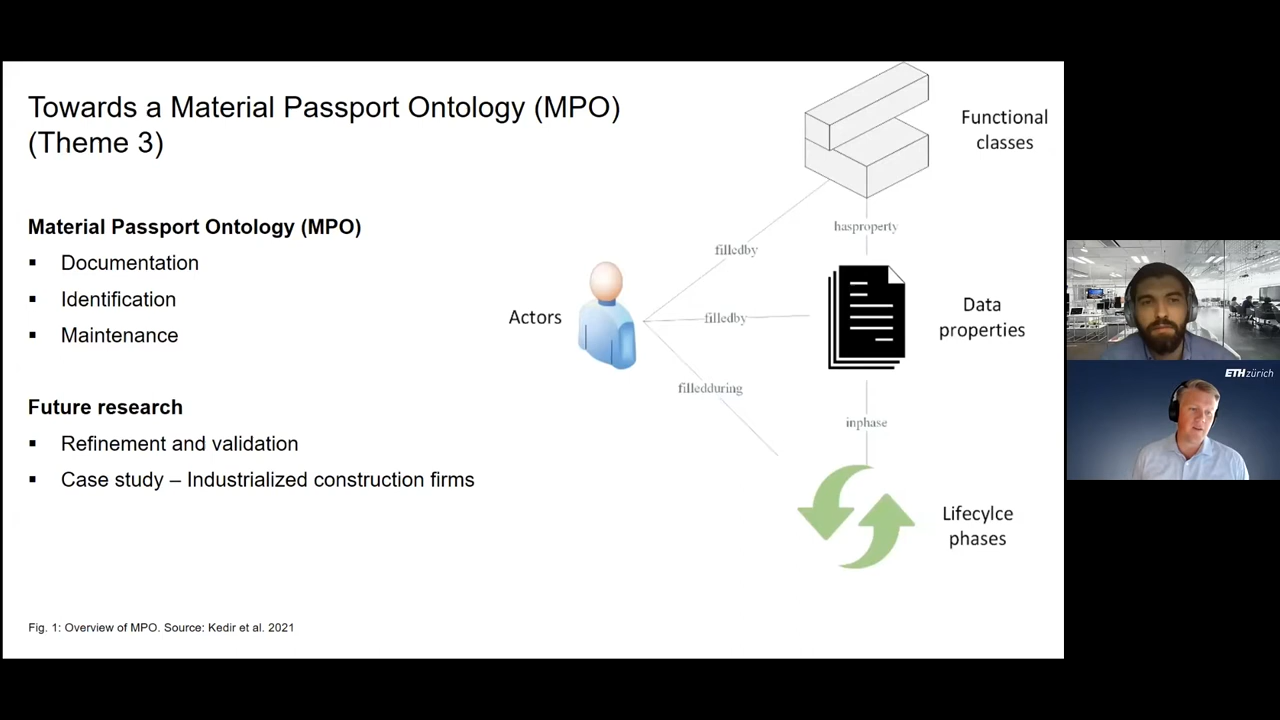 Towards a Material Passport Ontology (MPO)
(Theme 3)
Material Passport Ontology (MPO)
▪ Documentation
▪ Identification
▪ Maintenance
Future research
▪ Refinement and validation
▪ Case study – Industrialized construction firms
Functional
classes
hasproperty
filledby
Actors
filledby
Data
properties
filledduring
inphase
Lifecylce
phases
Fig. 1: Overview of MPO. Source: Kedir et al. 2021
ETH zürich